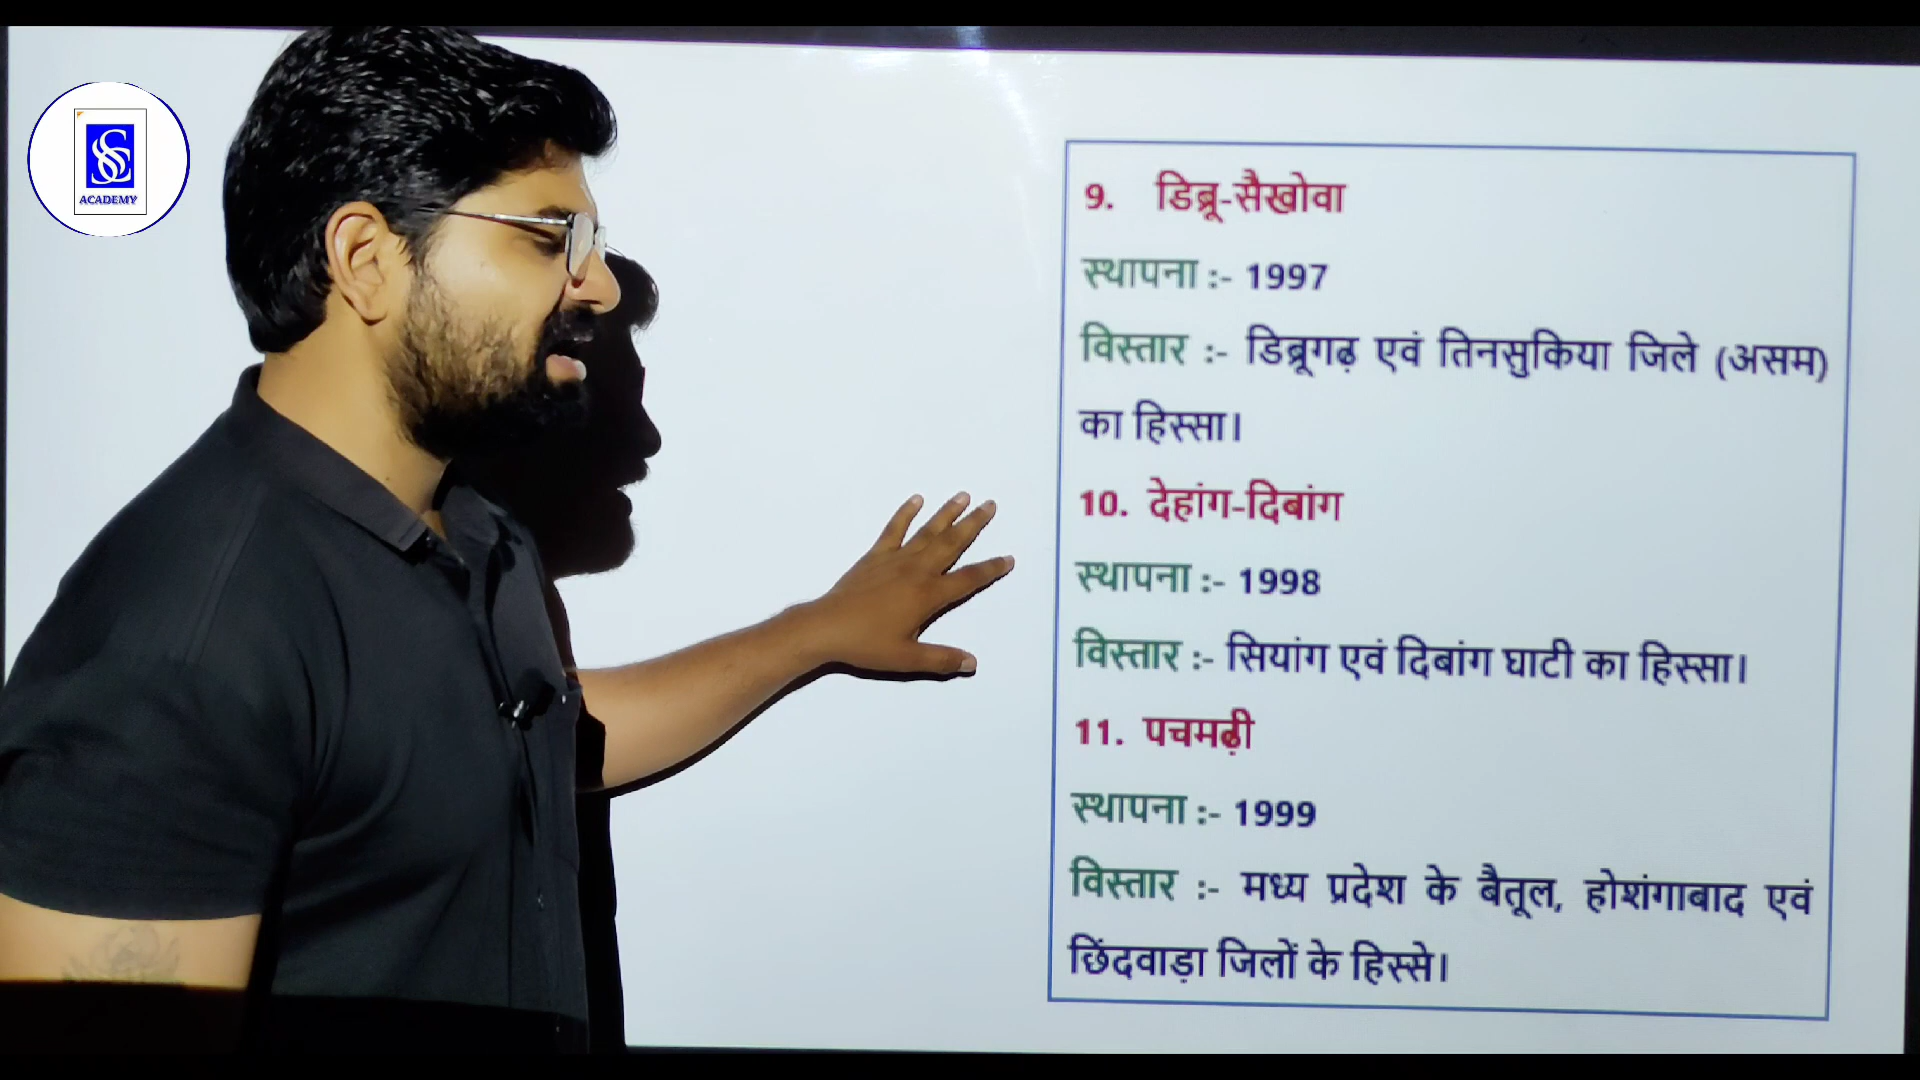 SSC
ACADEMY
9. डिब्रू-सैखोवा
स्थापना :- 1997
विस्तार :- डिब्रूगढ़ एवं तिनसुकिया जिले (असम)
का हिस्सा।
10. देहांग-दिबांग
स्थापना :- 1998
विस्तार :- सियांग एवं दिबांग घाटी का हिस्सा।
11. पचमढ़ी
स्थापना :- 1999
विस्तार :- मध्य प्रदेश के बैतूल, होशंगाबाद एवं
छिंदवाड़ा जिलों के हिस्से।